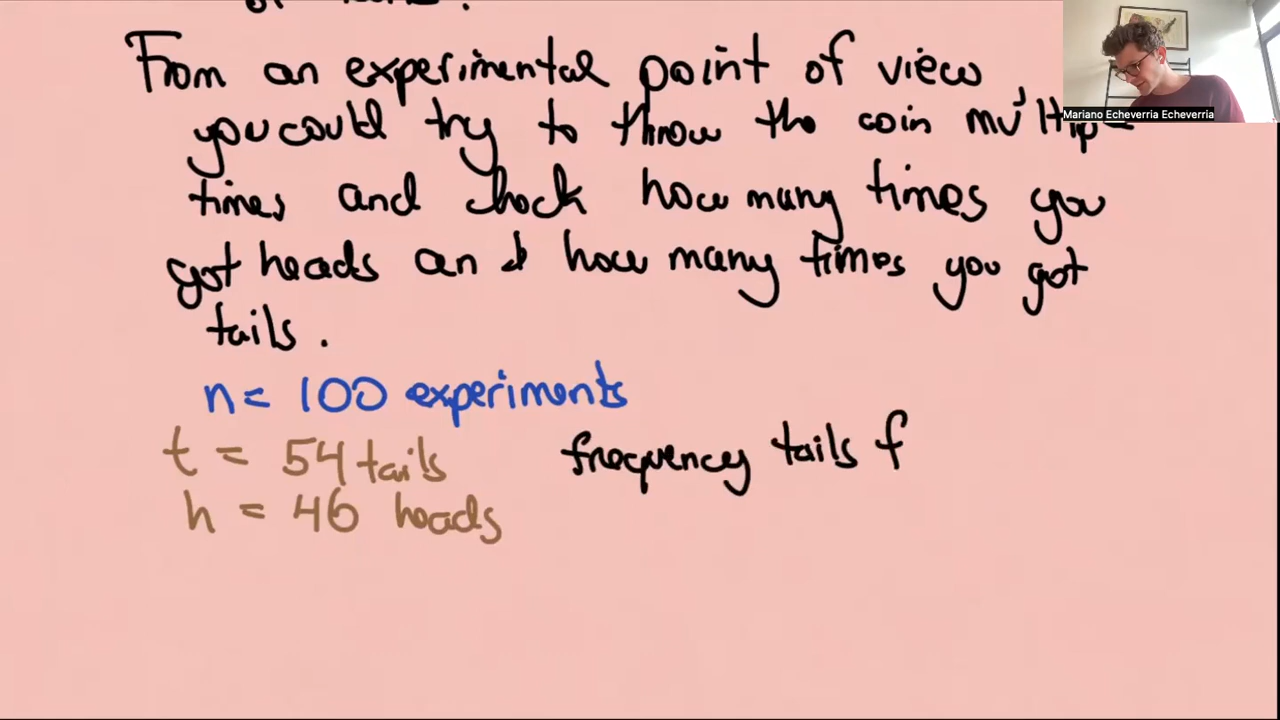 From an experimental point of view
Mariano Echeverria Echeverria
you could try to throw the coin
times and check how many times you
got heads and how many times you got
tails.
n = 100 experiments
t = 54 tails
frequency tails f
h = 46 heads